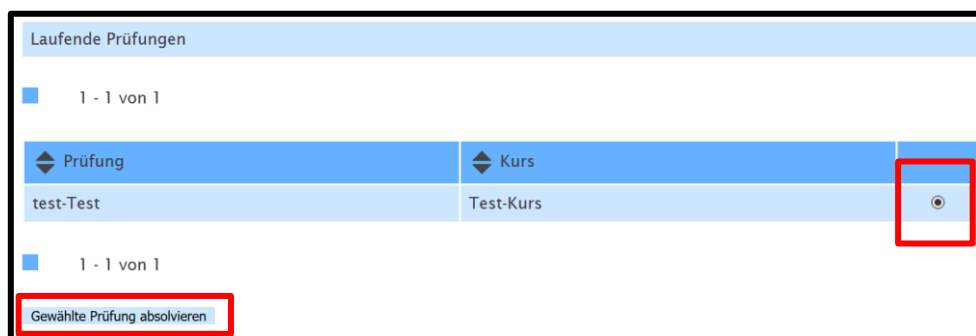 Laufende Prüfungen
1 - 1 von 1
Prüfung Kurs
test-Test Test-Kurs
1 - 1 von 1
Gewählte Prüfung absolvieren